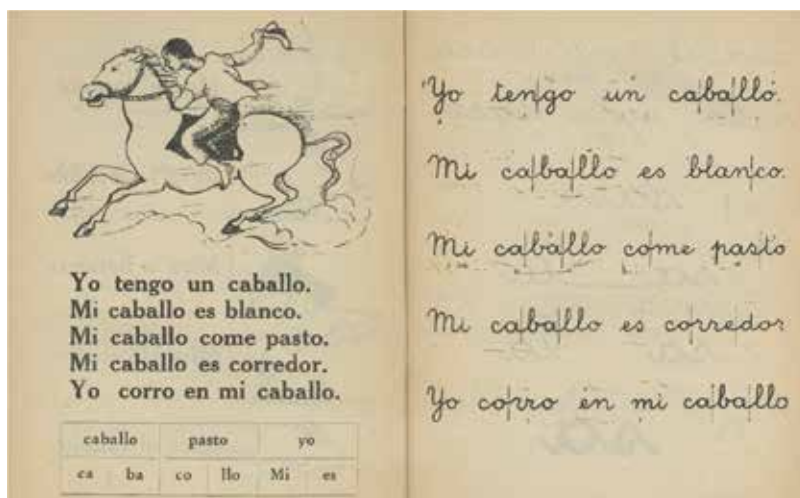 Yo tengo un caballo.
Mi caballo es blanco.
Mi caballo come pasto.
Mi caballo es corredor.
Yo corro en mi caballo.
caballo pasto yo
ca ba co llo Mi es
Yo tengo un caballo.
Mi caballo es blanco.
Mi caballo come pasto
Mi caballo es corredor
Yo corro en mi caballo